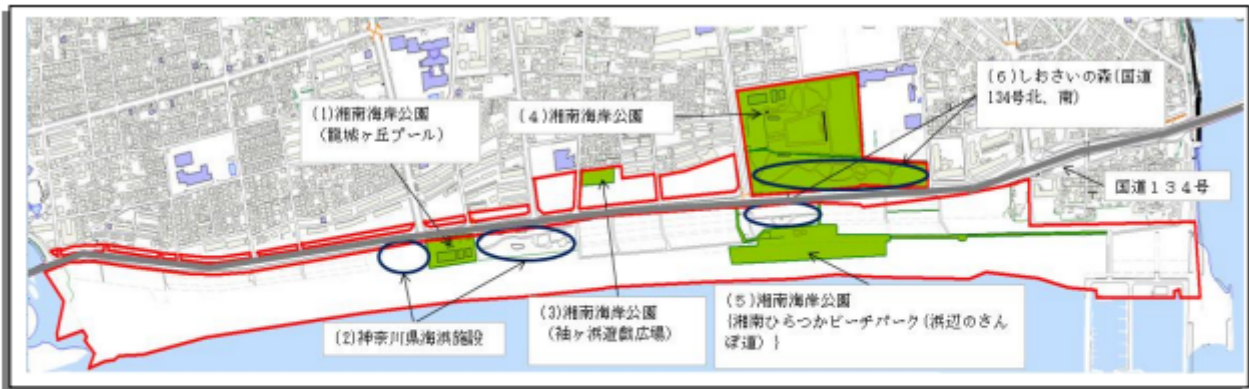 (1)湘南海岸公園
(龍城ヶ丘プール)
(4)湘南海岸公園
(6)しおさいの森{国道
134号北、南)
国道134号
(2)神奈川県海浜施設
(3)湘南海岸公園
(袖ヶ浜遊戯広場)
(5)湘南海岸公園
{湘南ひらつかビーチパーク(浜辺のさん
ぽ道)}